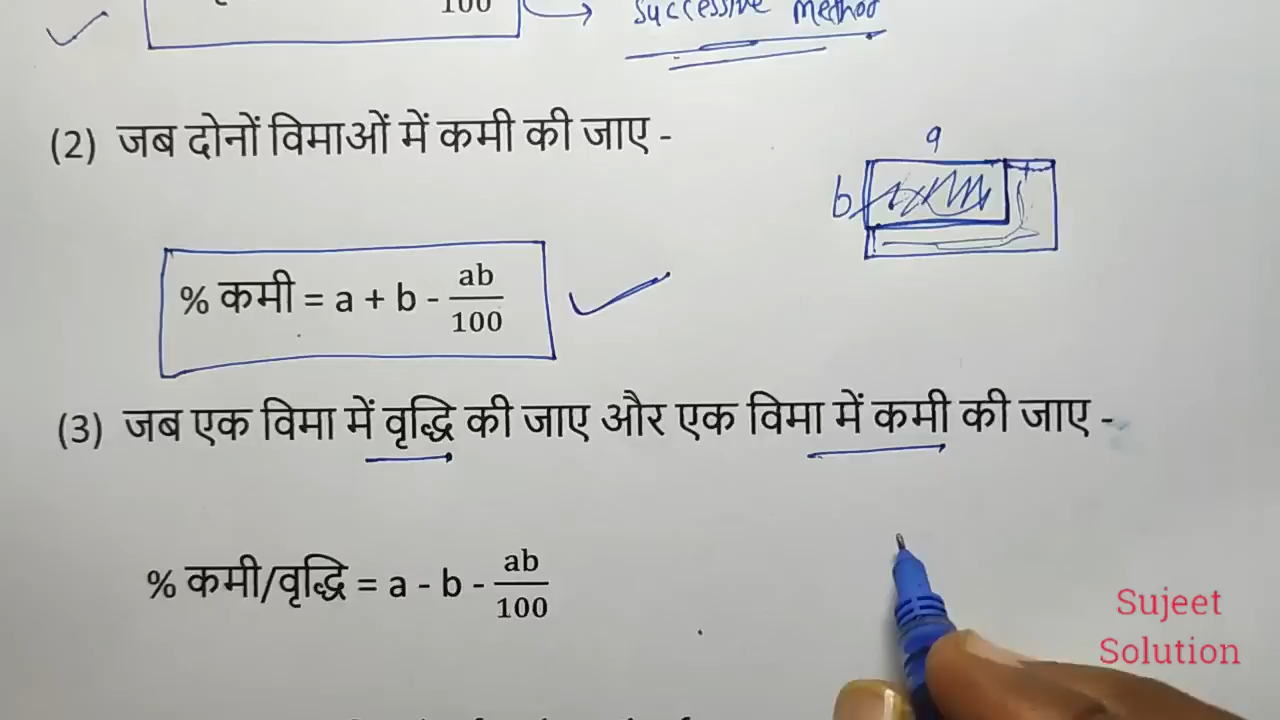 100
Successive Method
(2) जब दोनों विमाओं में कमी की जाए -
a
b
% कमी = a + b - ab/100
(3) जब एक विमा में वृद्धि की जाए और एक विमा में कमी की जाए -
% कमी/वृद्धि = a - b - ab/100
Sujeet
Solution